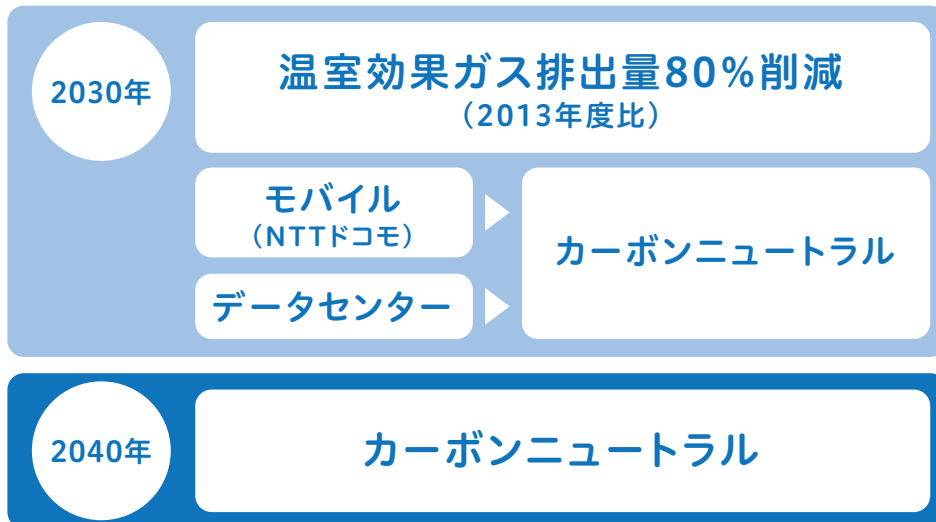 2030年
温室効果ガス排出量80%削減
（2013年度比）
モバイル
（NTTドコモ）
データセンター
カーボンニュートラル
2040年
カーボンニュートラル